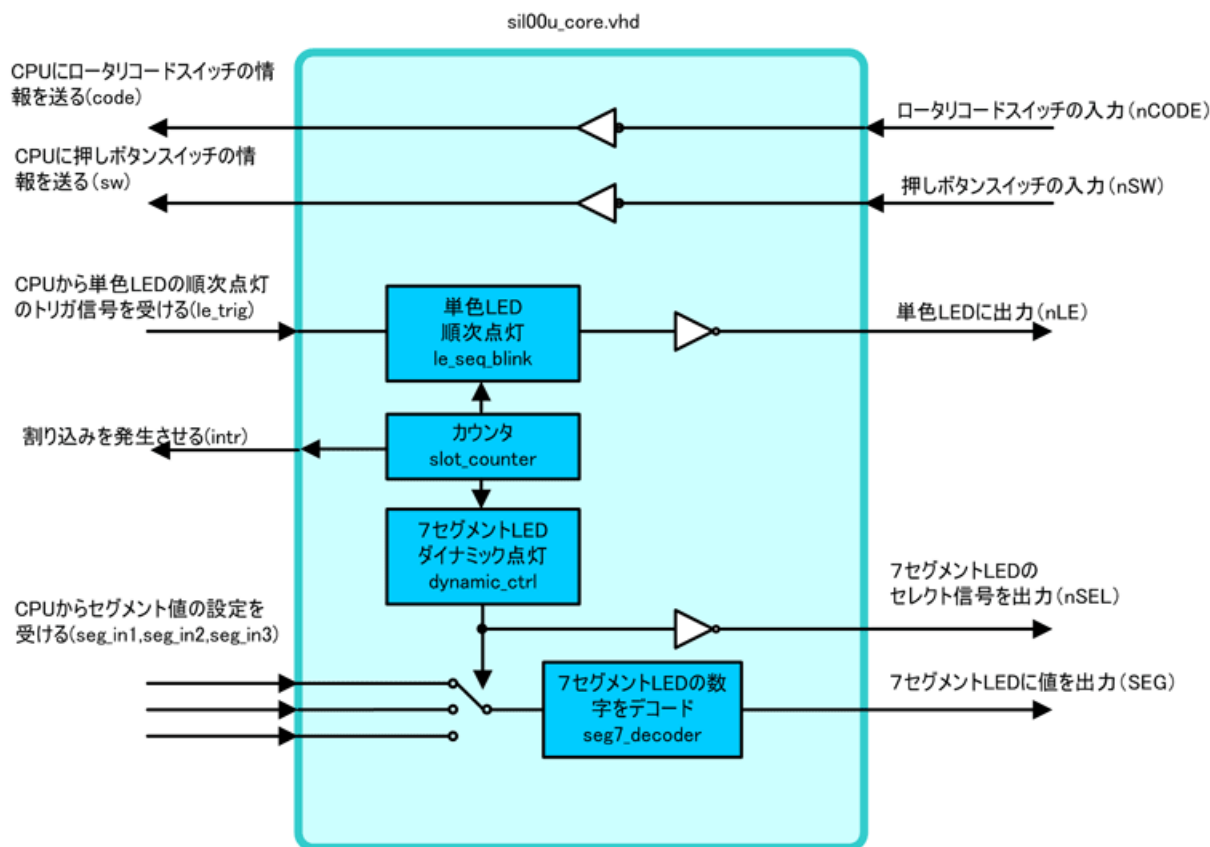 sil00u_core.vhd
CPUにロータリコードスイッチの情
報を送る(code)
ロータリコードスイッチの入力(nCODE)
CPUに押しボタンスイッチの情
報を送る(sw)
押しボタンスイッチの入力(nSW)
CPUから単色LEDの順次点灯
のトリガ信号を受ける(le_trig)
単色LED
順次点灯
le_seq_blink
単色LEDに出力(nLE)
割り込みを発生させる(intr)
カウンタ
slot_counter
7セグメントLED
ダイナミック点灯
dynamic_ctrl
7セグメントLEDの
セレクト信号を出力(nSEL)
CPUからセグメント値の設定を
受ける(seg_in1,seg_in2,seg_in3)
7セグメントLEDの数
字をデコード
seg7_decoder
7セグメントLEDに値を出力(SEG)